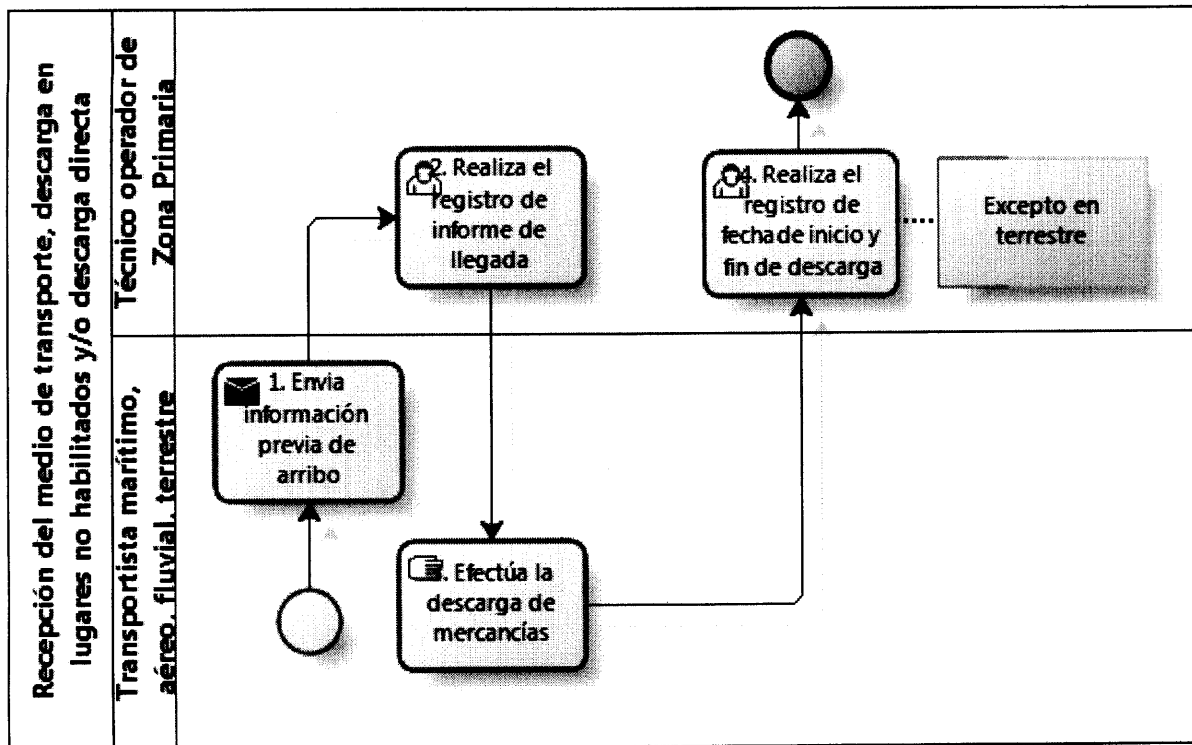 Recepción del medio de transporte, descarga en
lugares no habilitados y/o descarga directa
Técnico operador de
Zona Primaria
Transportista marítimo,
aéreo, fluvial, terrestre
1. Envia
información
previa de
arribo
2. Realiza el
registro de
informe de
llegada
3. Efectúa la
descarga de
mercancías
4. Realiza el
registro de
fecha de inicio y
fin de descarga
Excepto en
terrestre